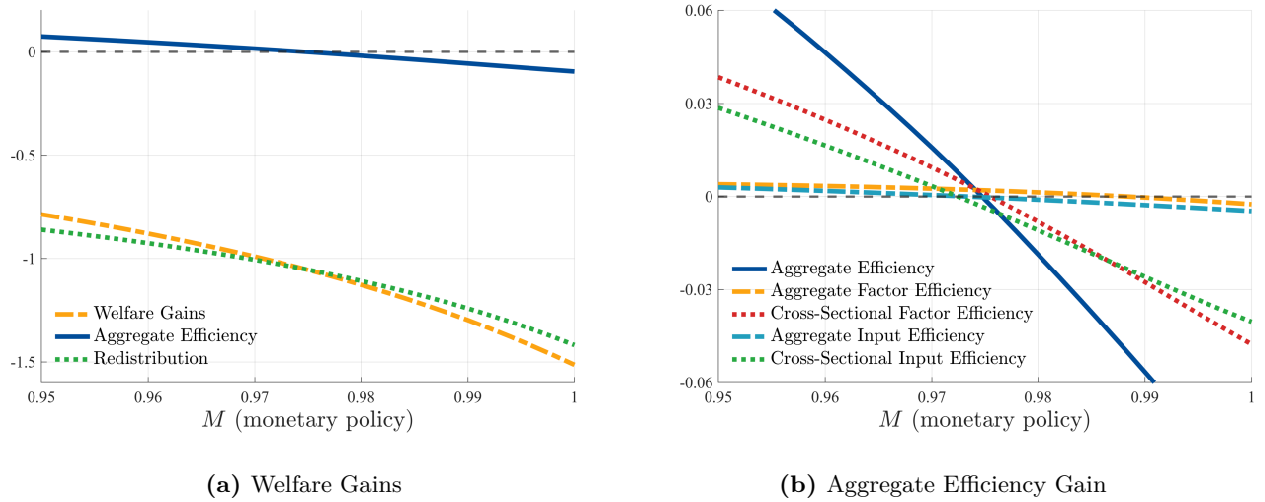 0
-0.5
-1
-1.5
Welfare Gains
Aggregate Efficiency
Redistribution
0.95 0.96 0.97 0.98 0.99 1
M (monetary policy)
(a) Welfare Gains
0.06
0.03
0
-0.03
-0.06
Aggregate Efficiency
Aggregate Factor Efficiency
Cross-Sectional Factor Efficiency
Aggregate Input Efficiency
Cross-Sectional Input Efficiency
0.95 0.96 0.97 0.98 0.99 1
M (monetary policy)
(b) Aggregate Efficiency Gain